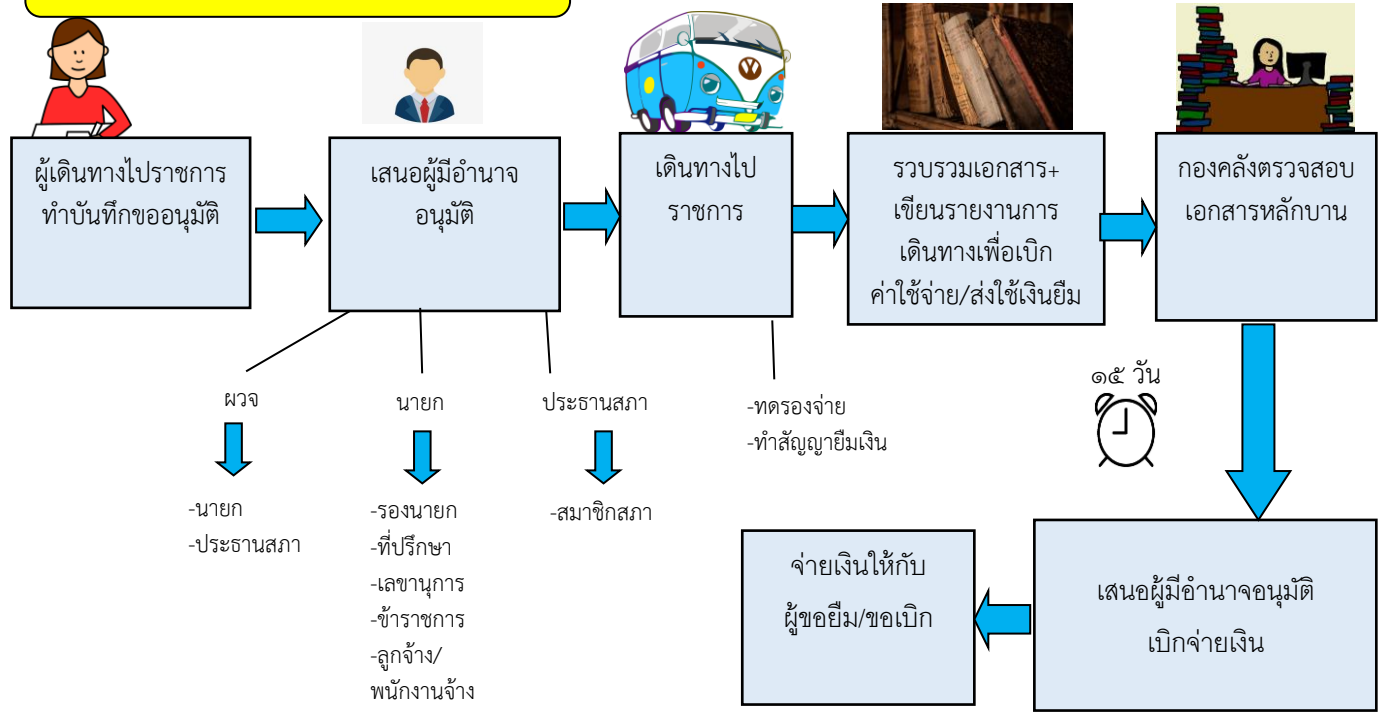 ผู้เดินทางไปราชการ
ทำบันทึกขออนุมัติ
เสนอผู้มีอำนาจ
อนุมัติ
เดินทางไป
ราชการ
รวบรวมเอกสาร+
เขียนรายงานการ
เดินทางเพื่อเบิก
ค่าใช้จ่าย/ส่งใช้เงินยืม
กองคลังตรวจสอบ
เอกสารหลักบาน
ผวจ
นายก
ประธานสภา
-ทดรองจ่าย
-ทำสัญญายืมเงิน
๑๕ วัน
-นายก
-ประธานสภา
-รองนายก
-ที่ปรึกษา
-เลขานุการ
-ข้าราชการ
-ลูกจ้าง/
พนักงานจ้าง
-สมาชิกสภา
จ่ายเงินให้กับ
ผู้ขอยืม/ขอเบิก
เสนอผู้มีอำนาจอนุมัติ
เบิกจ่ายเงิน